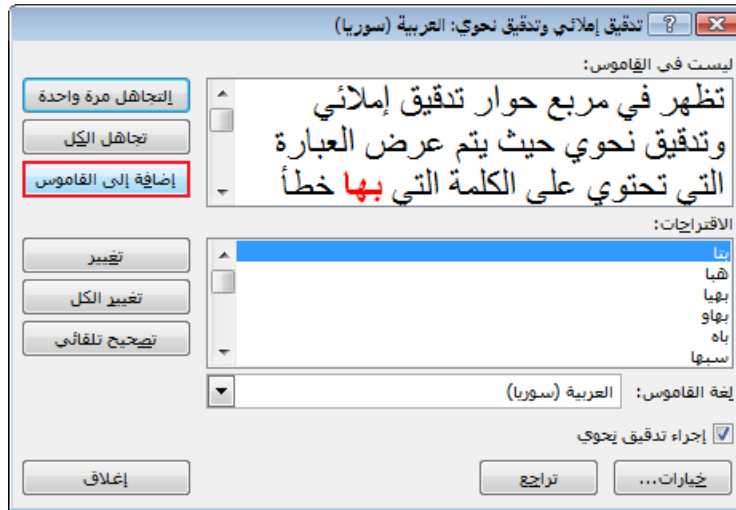 تدقيق إملائي وتدقيق نحوي: العربية (سوريا)
ليست في القاموس:
تظهر في مربع حوار تدقيق إملائي
وتدقيق نحوي حيث يتم عرض العبارة
التي تحتوي على الكلمة التي بها خطأ
إلتجاهل مرة واحدة
تجاهل الكل
إضافة إلى القاموس
الاقتراحات:
بتا
هبا
بهيا
بهاو
باه
سبها
تغيير
تغيير الكل
تصحيح تلقائي
لغة القاموس: العربية (سوريا)
إجراء تدقيق نحوي
خيارات...
تراجع
إغلاق